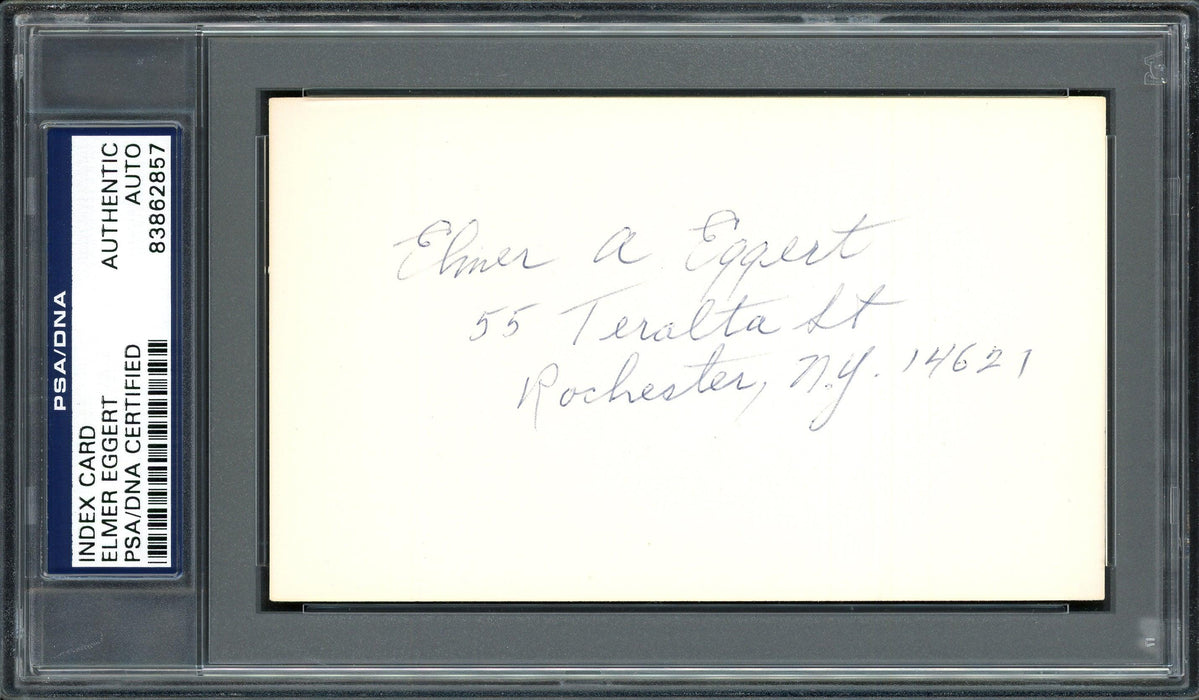 PSA/DNA
INDEX CARD
ELMER EGGERT
PSA/DNA CERTIFIED
AUTHENTIC
AUTO
83862857
Elmer A Eggert
55 Teralta St
Rochester, N.Y. 14621